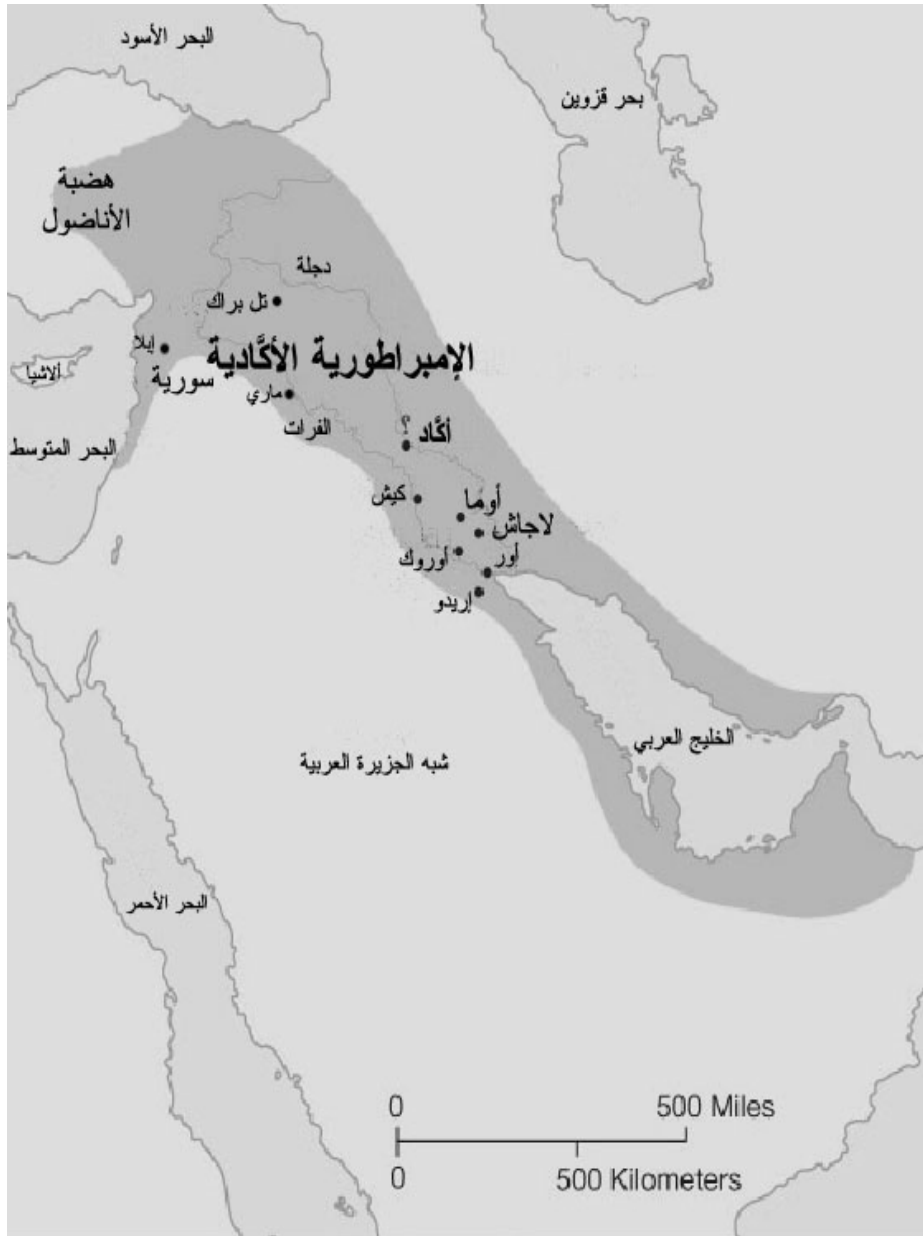 البحر الأسود
بحر قزوين
هضبة
الأناضول
دجلة
تل براك
الإمبراطورية الأكَّادية
إبلا
سورية
ألاشيا
ماري
الفرات
البحر المتوسط
أكَّاد ؟
كيش
أوما
لاجاش
أوروك
أور
إريدو
الخليج العربي
شبه الجزيرة العربية
البحر الأحمر
0 500 Miles
0 500 Kilometers